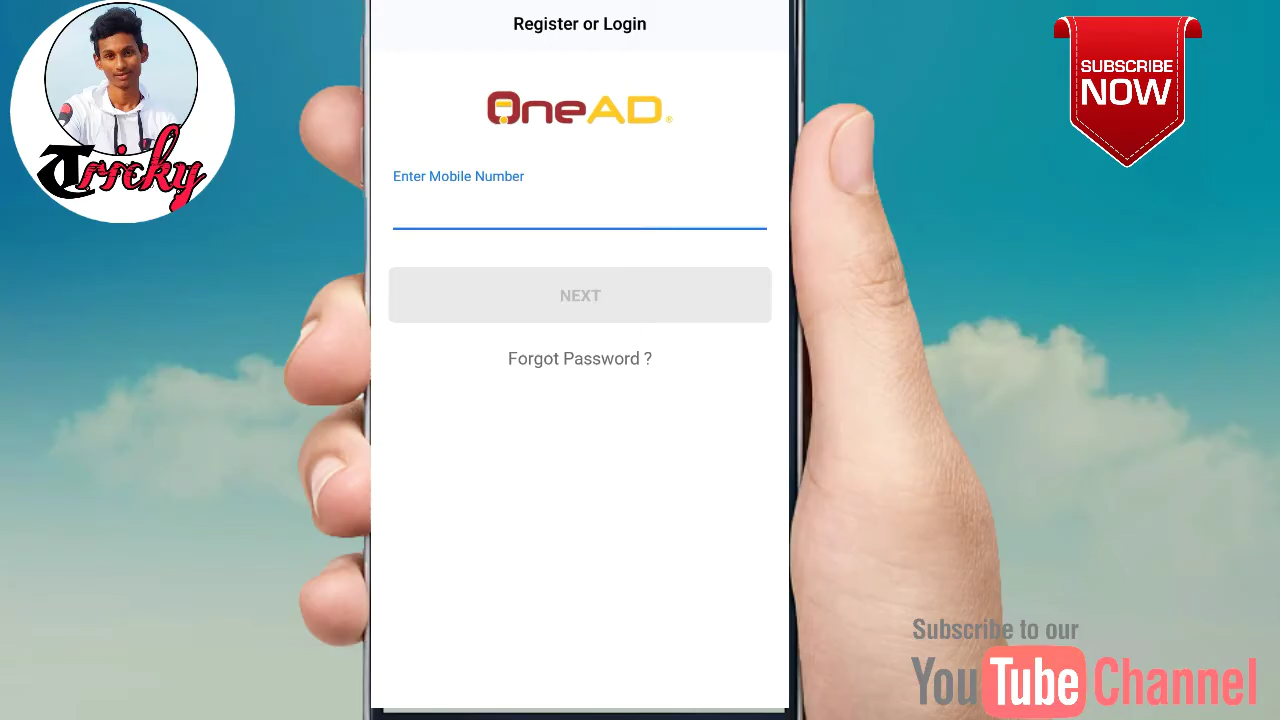 Register or Login
OneAD®
Enter Mobile Number
NEXT
Forgot Password ?
Tricky
SUBSCRIBE
NOW
Subscribe to our
YouTube Channel